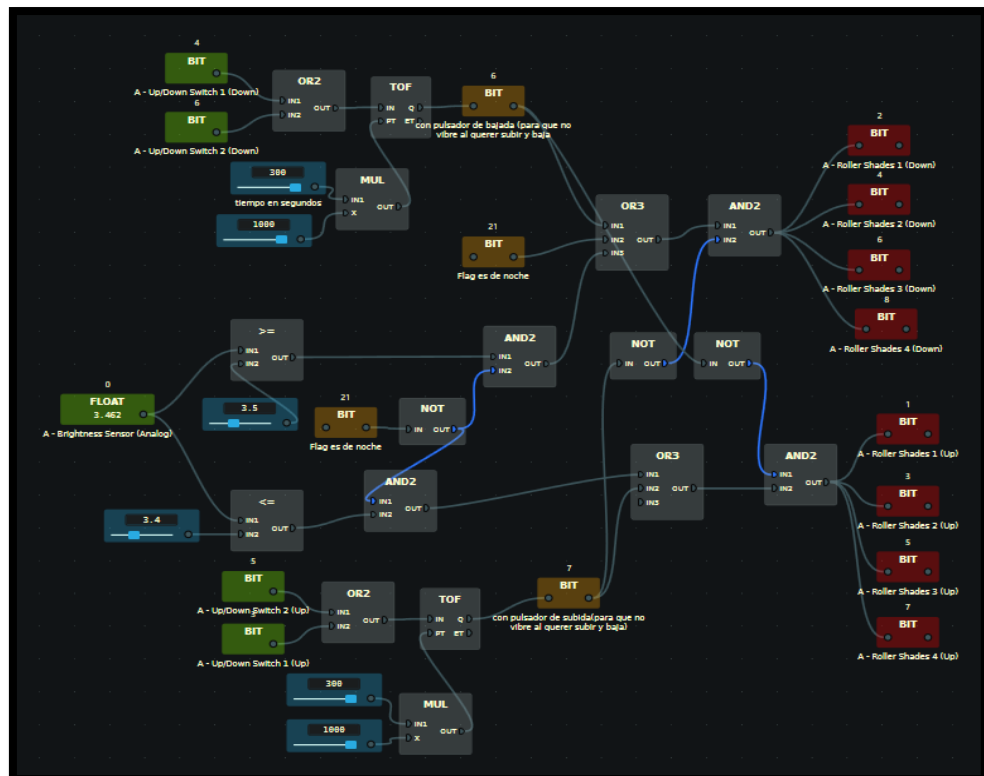 4
BIT
A - Up/Down Switch 1 (Down)
6
BIT
A - Up/Down Switch 2 (Down)
OR2
IN1
IN2
OUT
TOF
IN
Q
PT
ET
6
BIT
con pulsador de bajada (para que no
vibre al querer subir y baja
300
tiempo en segundos
1000
MUL
IN1
X
OUT
21
BIT
Flag es de noche
OR3
IN1
IN2
IN3
OUT
AND2
IN1
IN2
OUT
2
BIT
A - Roller Shades 1 (Down)
4
BIT
A - Roller Shades 2 (Down)
6
BIT
A - Roller Shades 3 (Down)
8
BIT
A - Roller Shades 4 (Down)
>=
IN1
IN2
OUT
AND2
IN1
IN2
OUT
NOT
IN
OUT
NOT
IN
OUT
0
FLOAT
3.462
A - Brightness Sensor (Analog)
3.5
21
BIT
Flag es de noche
NOT
IN
OUT
AND2
IN1
IN2
OUT
<=
IN1
IN2
OUT
3.4
OR3
IN1
IN2
IN3
OUT
AND2
IN1
IN2
OUT
1
BIT
A - Roller Shades 1 (Up)
3
BIT
A - Roller Shades 2 (Up)
5
BIT
A - Roller Shades 3 (Up)
7
BIT
A - Roller Shades 4 (Up)
5
BIT
A - Up/Down Switch 2 (Up)
BIT
A - Up/Down Switch 1 (Up)
OR2
IN1
IN2
OUT
TOF
IN
Q
PT
ET
7
BIT
con pulsador de subida(para que no
vibre al querer subir y baja)
300
1000
MUL
IN1
X
OUT